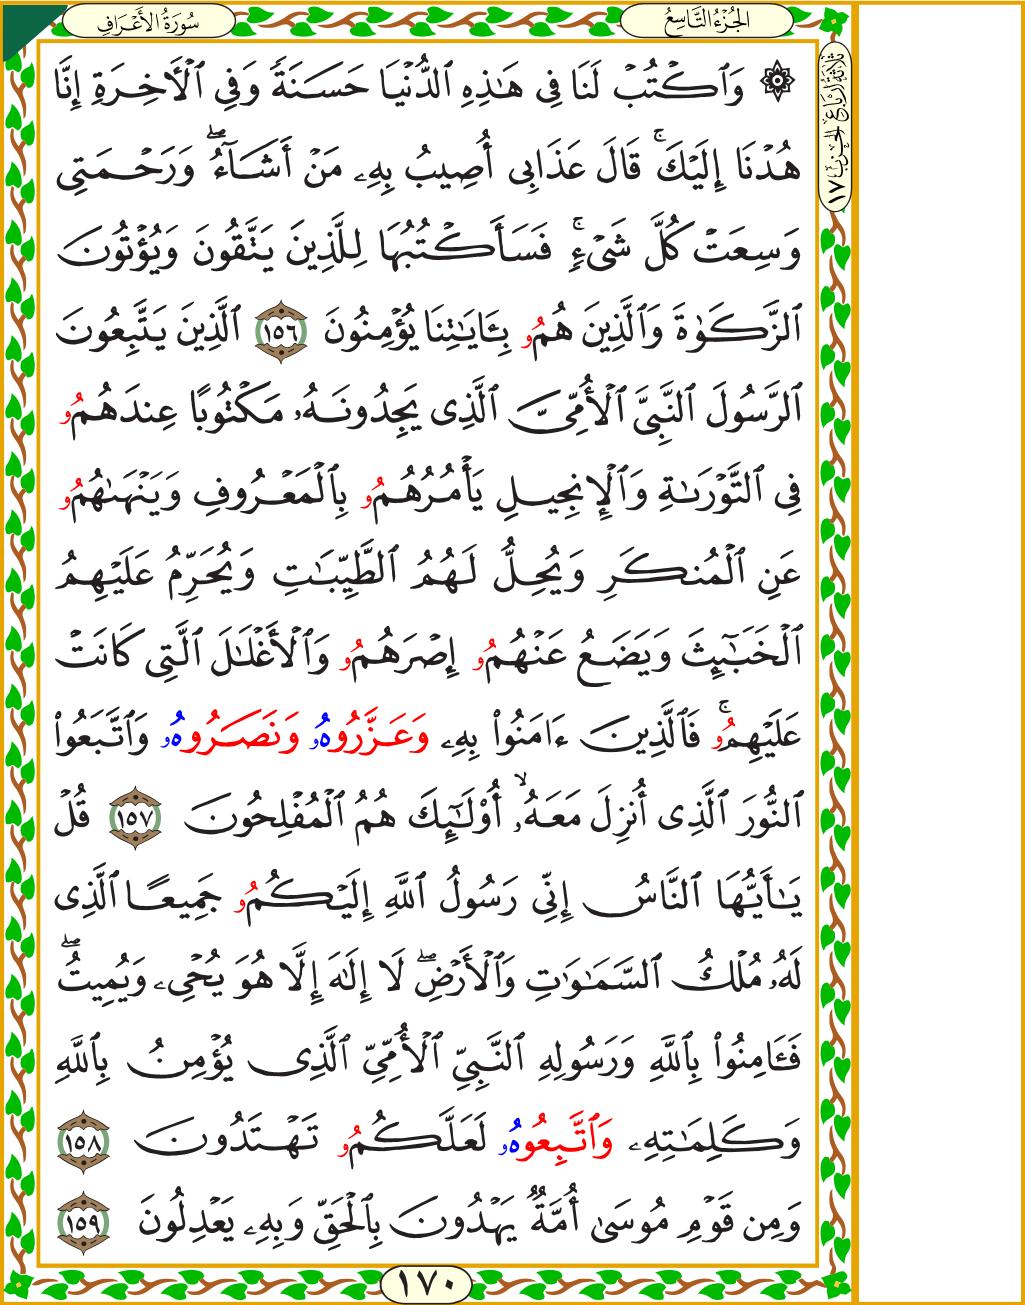 سُورَةُ الأَعْرَافِ
الجُزْءُ التَّاسِعُ
ثَلَاثَةُ أَرْبَاعِ الحِزْبِ ١٧
۞ وَٱكْتُبْ لَنَا فِى هَٰذِهِ ٱلدُّنْيَا حَسَنَةً وَفِى ٱلْأَخِرَةِ إِنَّا
هُدْنَا إِلَيْكَ ۚ قَالَ عَذَابِى أُصِيبُ بِهِۦ مَنْ أَشَآءُ ۖ وَرَحْمَتِى
وَسِعَتْ كُلَّ شَىْءٍ ۚ فَسَأَكْتُبُهَا لِلَّذِينَ يَتَّقُونَ وَيُؤْتُونَ
ٱلزَّكَوٰةَ وَٱلَّذِينَ هُمُۥ بِـَٔايَٰتِنَا يُؤْمِنُونَ ١٥٦ ٱلَّذِينَ يَتَّبِعُونَ
ٱلرَّسُولَ ٱلنَّبِىَّ ٱلْأُمِّىَّ ٱلَّذِى يَجِدُونَهُۥ مَكْتُوبًا عِندَهُمُۥ
فِى ٱلتَّوْرَىٰةِ وَٱلْإِنجِيلِ يَأْمُرُهُمُۥ بِٱلْمَعْرُوفِ وَيَنْهَىٰهُمُۥ
عَنِ ٱلْمُنكَرِ وَيُحِلُّ لَهُمُ ٱلطَّيِّبَٰتِ وَيُحَرِّمُ عَلَيْهِمُ
ٱلْخَبَٰٓئِثَ وَيَضَعُ عَنْهُمُۥ إِصْرَهُمُۥ وَٱلْأَغْلَٰلَ ٱلَّتِى كَانَتْ
عَلَيْهِمُۥ ۚ فَٱلَّذِينَ ءَامَنُوا۟ بِهِۦ وَعَزَّرُوهُۥ وَنَصَرُوهُۥ وَٱتَّبَعُوا۟
ٱلنُّورَ ٱلَّذِى أُنزِلَ مَعَهُۥ ۙ أُوْلَٰٓئِكَ هُمُ ٱلْمُفْلِحُونَ ١٥٧ قُلْ
يَٰأَيُّهَا ٱلنَّاسُ إِنِّى رَسُولُ ٱللَّهِ إِلَيْكُمُۥ جَمِيعًا ٱلَّذِى
لَهُۥ مُلْكُ ٱلسَّمَٰوَٰتِ وَٱلْأَرْضِ ۖ لَا إِلَٰهَ إِلَّا هُوَ يُحْىِۦ وَيُمِيتُ ۖ
فَـَٔامِنُوا۟ بِٱللَّهِ وَرَسُولِهِ ٱلنَّبِىِّ ٱلْأُمِّىِّ ٱلَّذِى يُؤْمِنُ بِٱللَّهِ
وَكَلِمَٰتِهِۦ وَٱتَّبِعُوهُۥ لَعَلَّكُمُۥ تَهْتَدُونَ ١٥٨
وَمِن قَوْمِ مُوسَىٰ أُمَّةٌ يَهْدُونَ بِٱلْحَقِّ وَبِهِۦ يَعْدِلُونَ ١٥٩
١٧٠